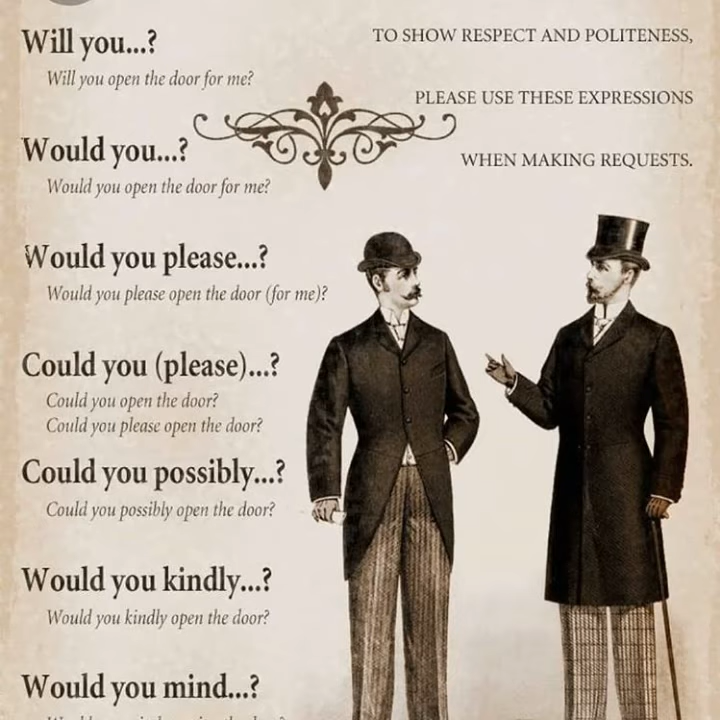 Will you...?
Will you open the door for me?
TO SHOW RESPECT AND POLITENESS,
PLEASE USE THESE EXPRESSIONS
WHEN MAKING REQUESTS.
Would you...?
Would you open the door for me?
Would you please...?
Would you please open the door (for me)?
Could you (please)...?
Could you open the door?
Could you please open the door?
Could you possibly...?
Could you possibly open the door?
Would you kindly...?
Would you kindly open the door?
Would you mind...?